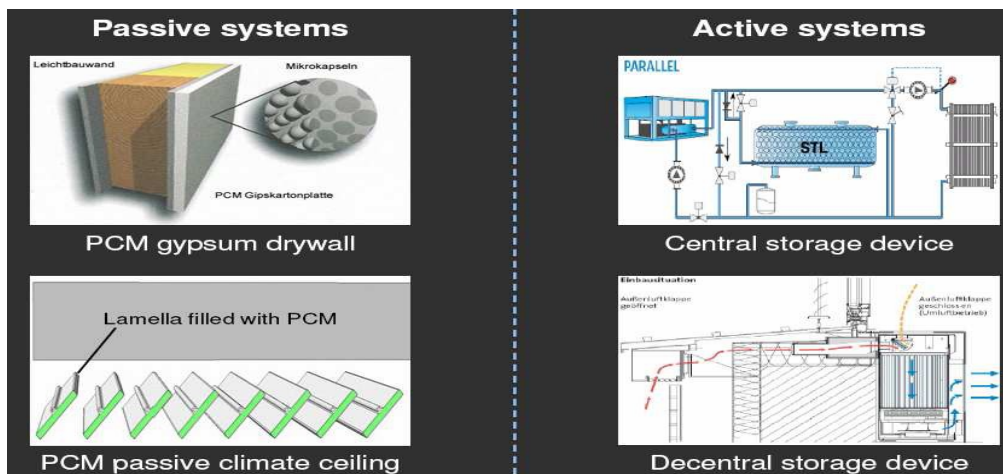 Passive systems
Leichtbauwand
Mikrokapseln
PCM Gipskartonplatte
PCM gypsum drywall
Lamella filled with PCM
PCM passive climate ceiling
Active systems
PARALLEL
STL
Central storage device
Einbausituation
Außenluftklappe
geöffnet
Außenluftklappe
geschlossen
(Umluftbetrieb)
Decentral storage device